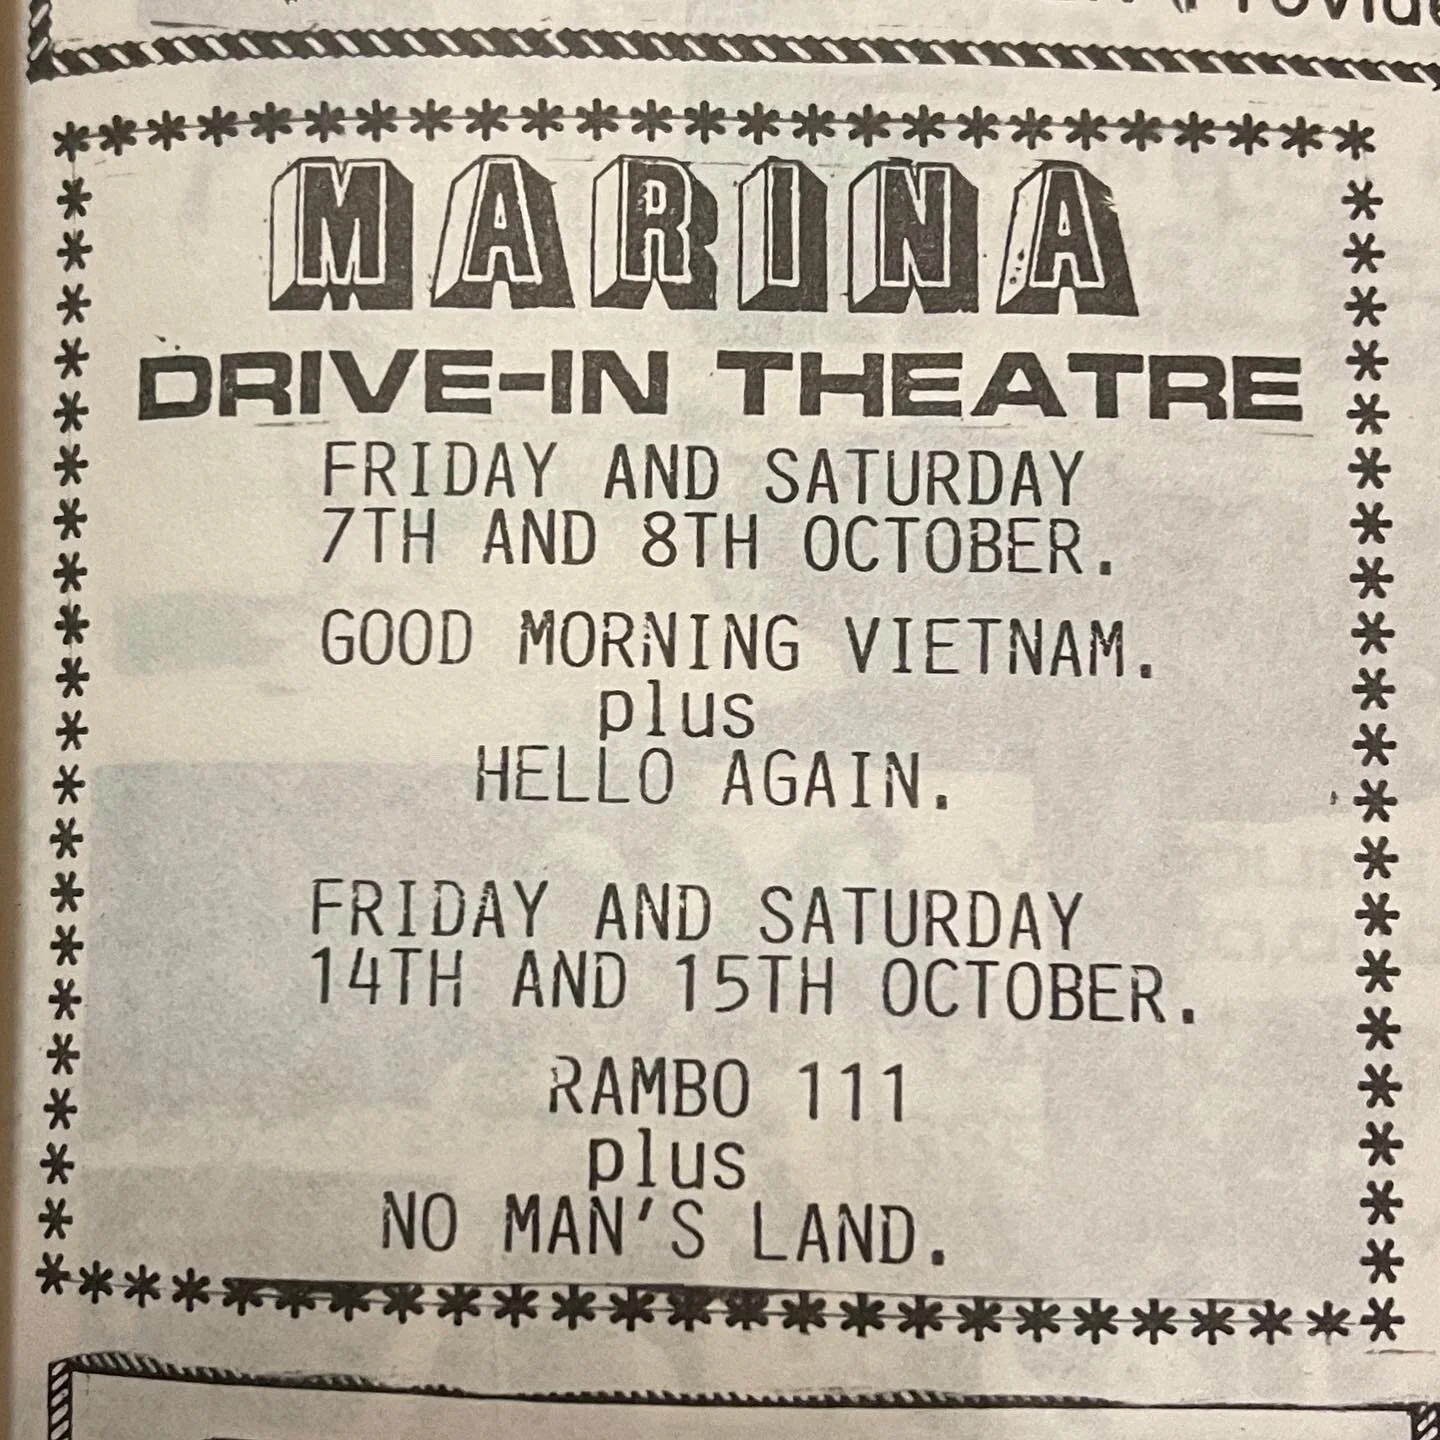 MARINA
DRIVE-IN THEATRE
FRIDAY AND SATURDAY
7TH AND 8TH OCTOBER.
GOOD MORNING VIETNAM.
plus
HELLO AGAIN.
FRIDAY AND SATURDAY
14TH AND 15TH OCTOBER.
RAMBO 111
plus
NO MAN'S LAND.